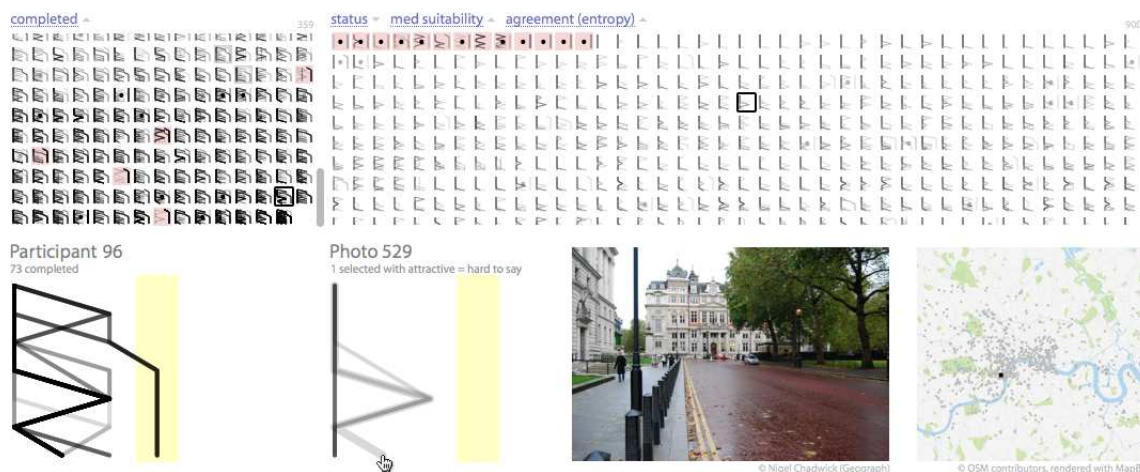 completed
359
status med suitability agreement (entropy)
900
Participant 96
73 completed
Photo 529
1 selected with attractive = hard to say
© Nigel Chadwick (Geograph)
© OSM contributors, rendered with